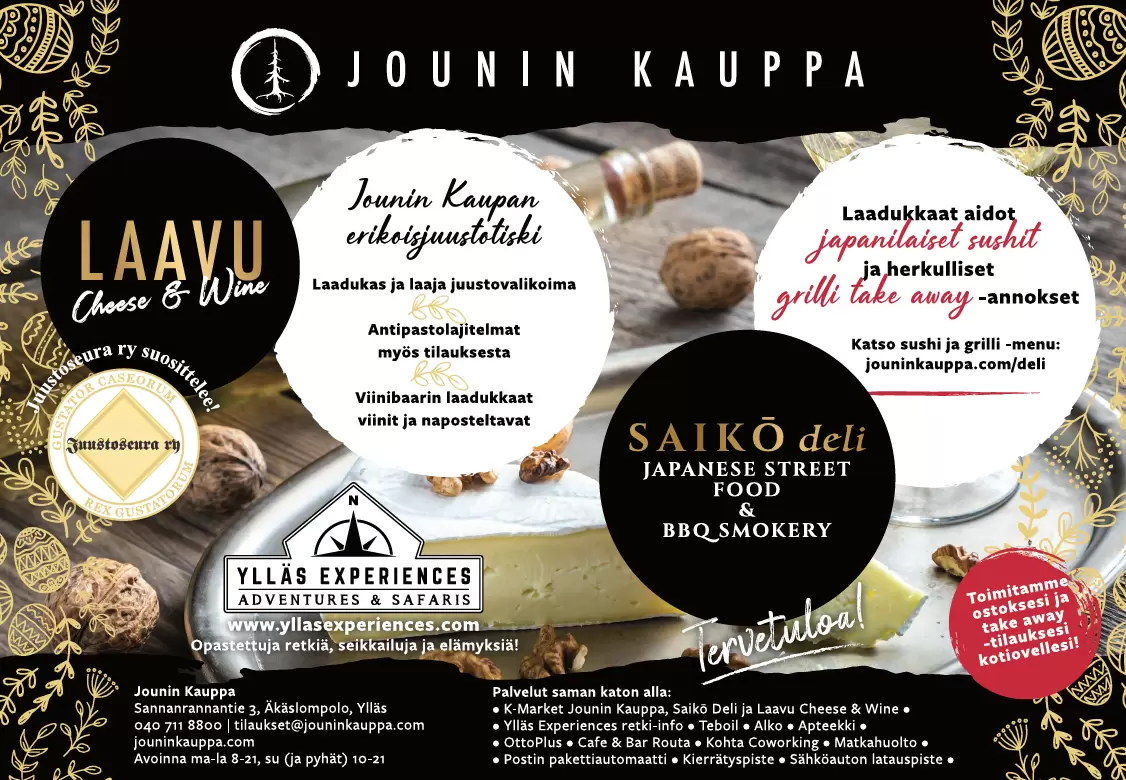 JOUNIN KAUPPA
LAAVU
Cheese & Wine
Juustoseura ry suosittelee!
GUSTATOR CASEORUM
Juustoseura ry
REX GUSTATORUM
Jounin Kaupan
erikoisjuustotiski
Laadukas ja laaja juustovalikoima
Antipastolajitelmat
myös tilauksesta
Viinibaarin laadukkaat
viinit ja naposteltavat
Laadukkaat aidot
japanilaiset sushit
ja herkulliset
grilli take away -annokset
Katso sushi ja grilli -menu:
jouninkauppa.com/deli
SAIKŌ deli
JAPANESE STREET
FOOD
&
BBQ SMOKERY
N
YLLÄS EXPERIENCES
ADVENTURES & SAFARIS
www.yllasexperiences.com
Opastettuja retkiä, seikkailuja ja elämyksiä!
Tervetuloa!
Toimitamme
ostoksesi ja
take away
-tilauksesi
kotiovellesi!
Jounin Kauppa
Sannanrannantie 3, Äkäslompolo, Ylläs
040 711 8800 | tilaukset@jouninkauppa.com
jouninkauppa.com
Avoinna ma-la 8-21, su (ja pyhät) 10-21
Palvelut saman katon alla:
• K-Market Jounin Kauppa, Saikō Deli ja Laavu Cheese & Wine •
• Ylläs Experiences retki-info • Teboil • Alko • Apteekki •
• OttoPlus • Cafe & Bar Routa • Kohta Coworking • Matkahuolto •
• Postin pakettiautomaatti • Kierrätyspiste • Sähköauton latauspiste •